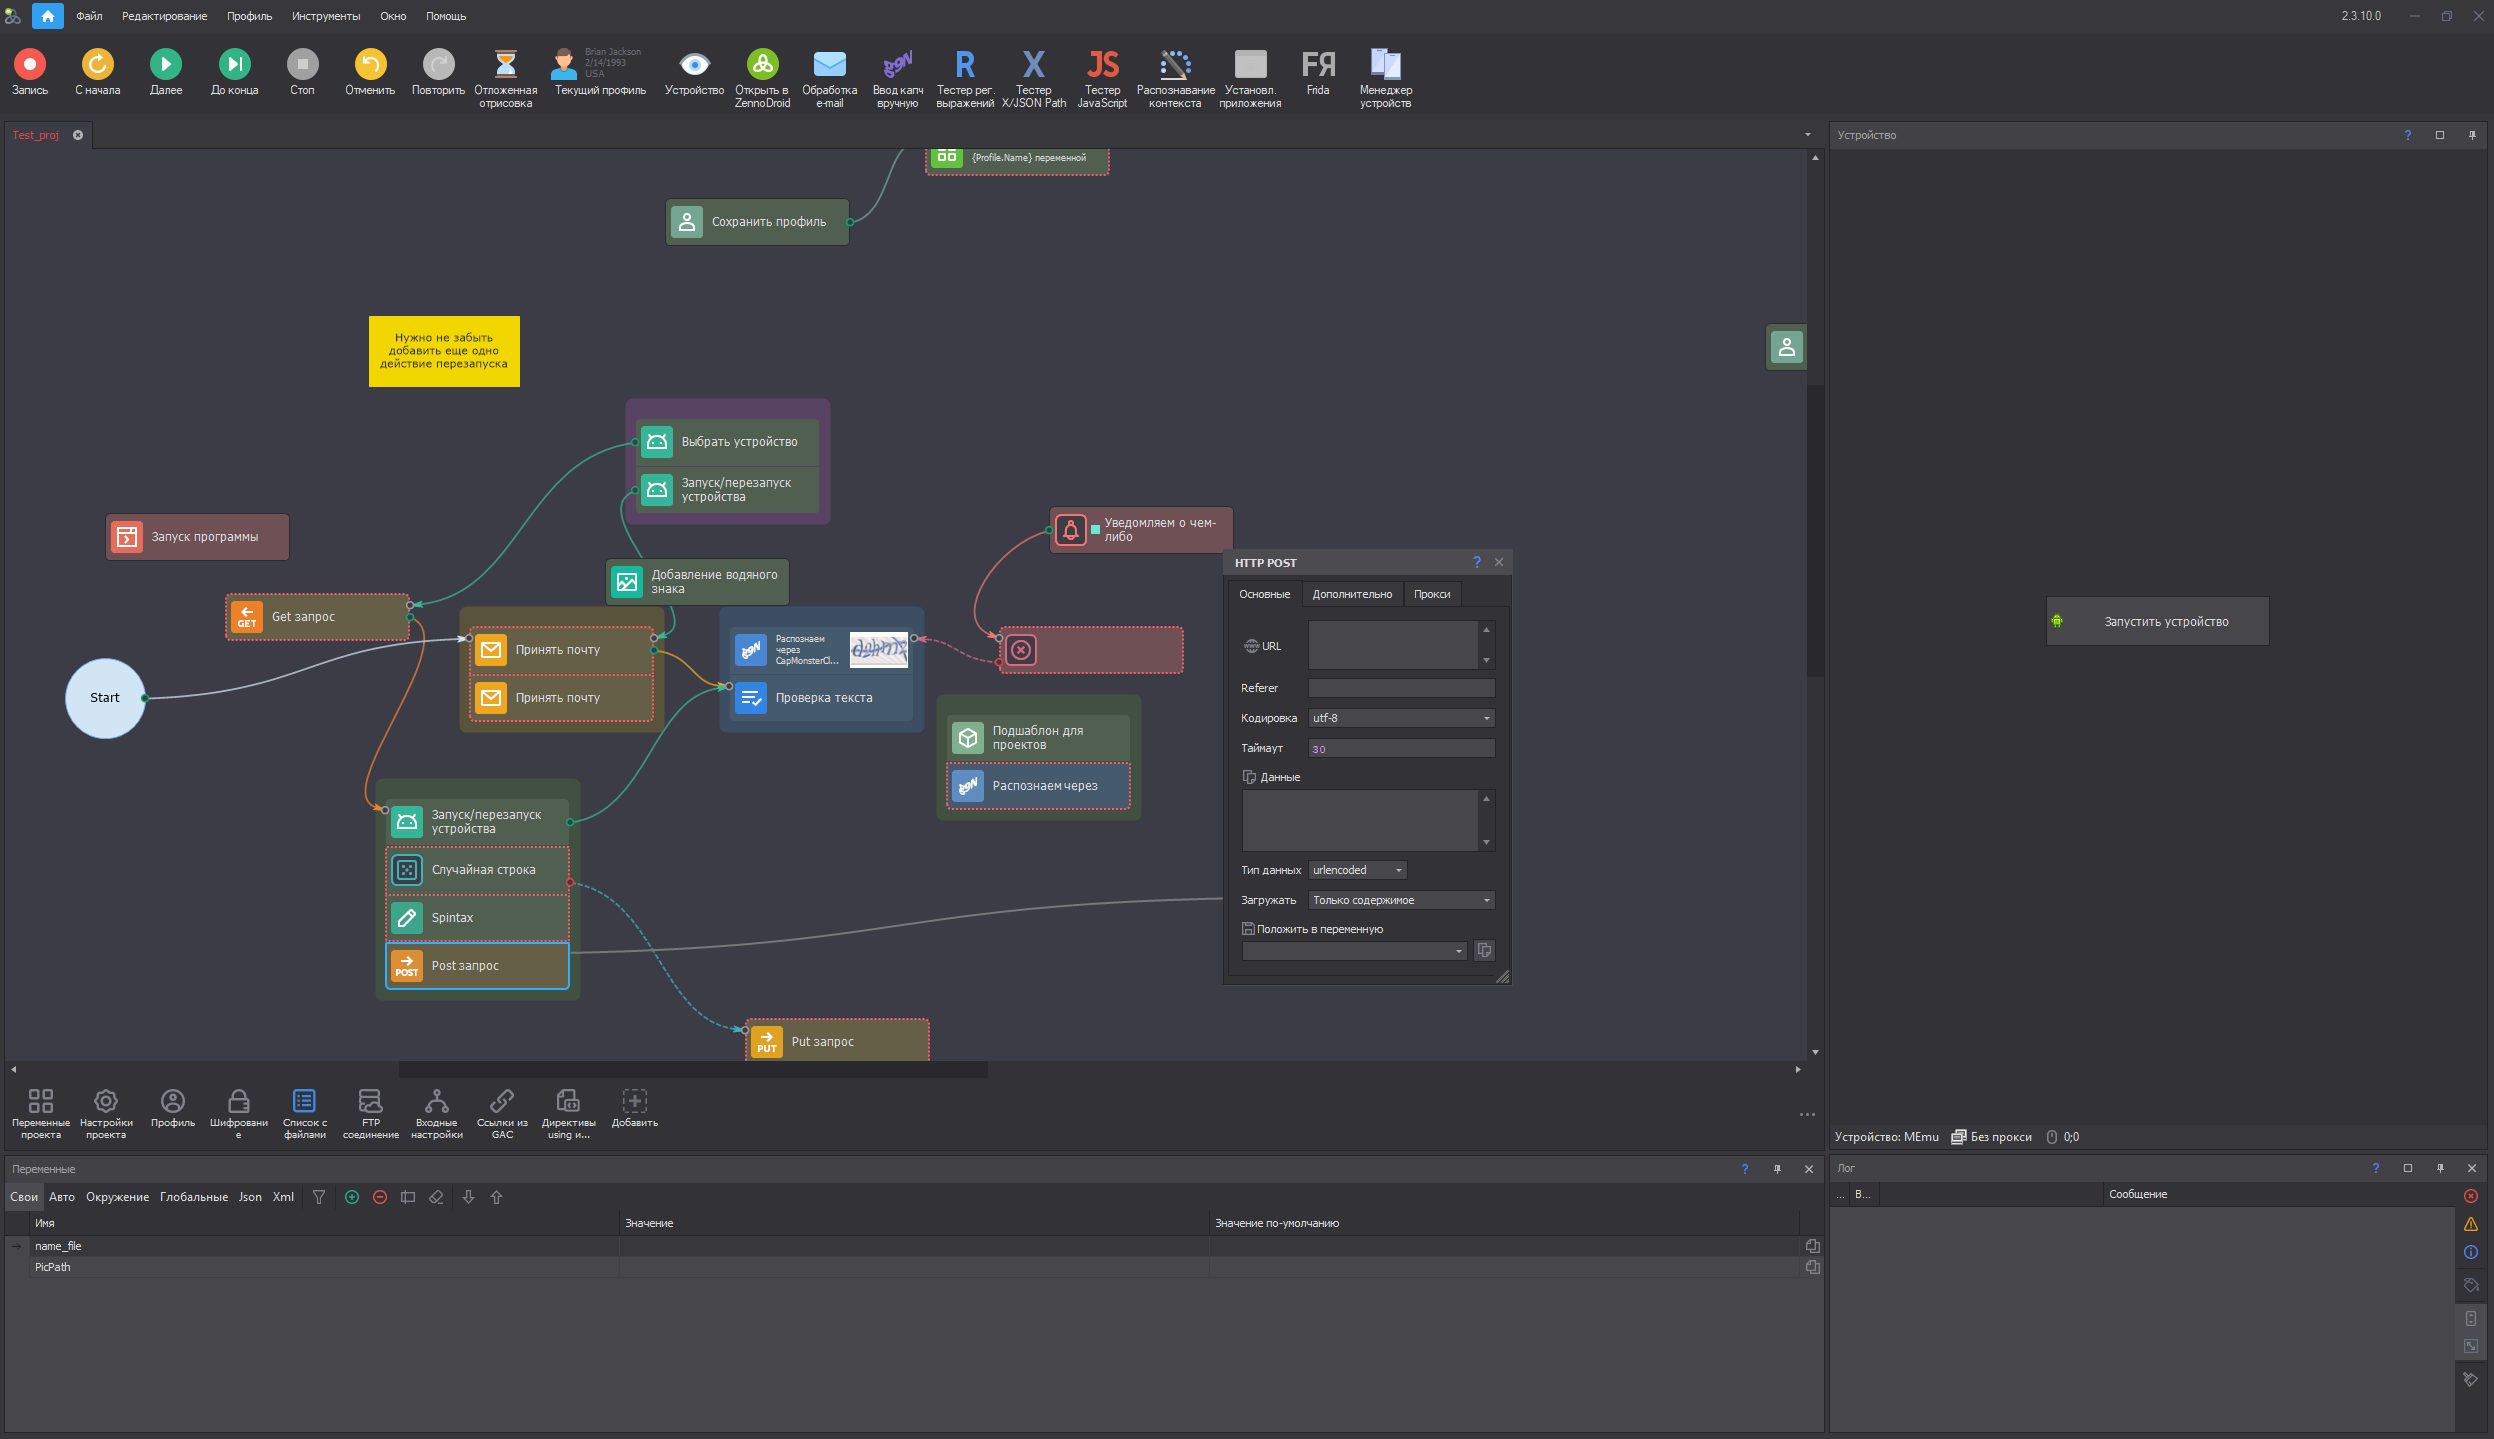 Файл Редактирование Профиль Инструменты Окно Помощь 2.3.10.0
Запись
С начала
Далее
До конца
Стоп
Отменить
Повторить
Отложенная
отрисовка
Brian Jackson
2/14/1993
USA
Текущий профиль
Устройство
Открыть в
ZennoDroid
Обработка
e-mail
Ввод капч
вручную
R
Тестер рег.
выражений
X
Тестер
X/JSON Path
JS
Тестер
JavaScript
Распознавание
контекста
Установл.
приложения
Frida
Менеджер
устройств
Test_proj
{Profile.Name} переменной
Сохранить профиль
Нужно не забыть
добавить еще одно
действие перезапуска
Выбрать устройство
Запуск/перезапуск
устройства
Запуск программы
Добавление водяного
знака
Уведомляем о чем-
либо
GET
Get запрос
Start
Принять почту
Принять почту
Распознаем
через
CapMonsterCl...
Проверка текста
Подшаблон для
проектов
Распознаем через
Запуск/перезапуск
устройства
Случайная строка
Spintax
POST
Post запрос
PUT
Put запрос
HTTP POST ?
Основные Дополнительно Прокси
www URL
Referer
Кодировка utf-8
Таймаут 30
Данные
Тип данных urlencoded
Загружать Только содержимое
Положить в переменную
Переменные
проекта
Настройки
проекта
Профиль
Шифровани
е
Список с
файлами
FTP
соединение
Входные
настройки
Ссылки из
GAC
Директивы
using и...
Добавить
...
Устройство ?
Запустить устройство
Устройство: MEmu Без прокси 0;0
Переменные ?
Свои Авто Окружение Глобальные Json Xml
Имя Значение Значение по-умолчанию
name_file
PicPath
Лог ?
... В... Сообщение